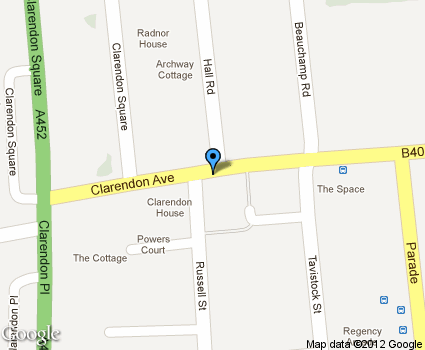 Clarendon Square
Radnor
House
Archway
Cottage
Clarendon Square
Hall Rd
Beauchamp Rd
A452
Clarendon Square
B40
Clarendon Ave
The Space
Clarendon
House
Clarendon Pl
Powers
Court
The Cottage
Russell St
Tavistock St
Parade
Regency
Google
Map data ©2012 Google